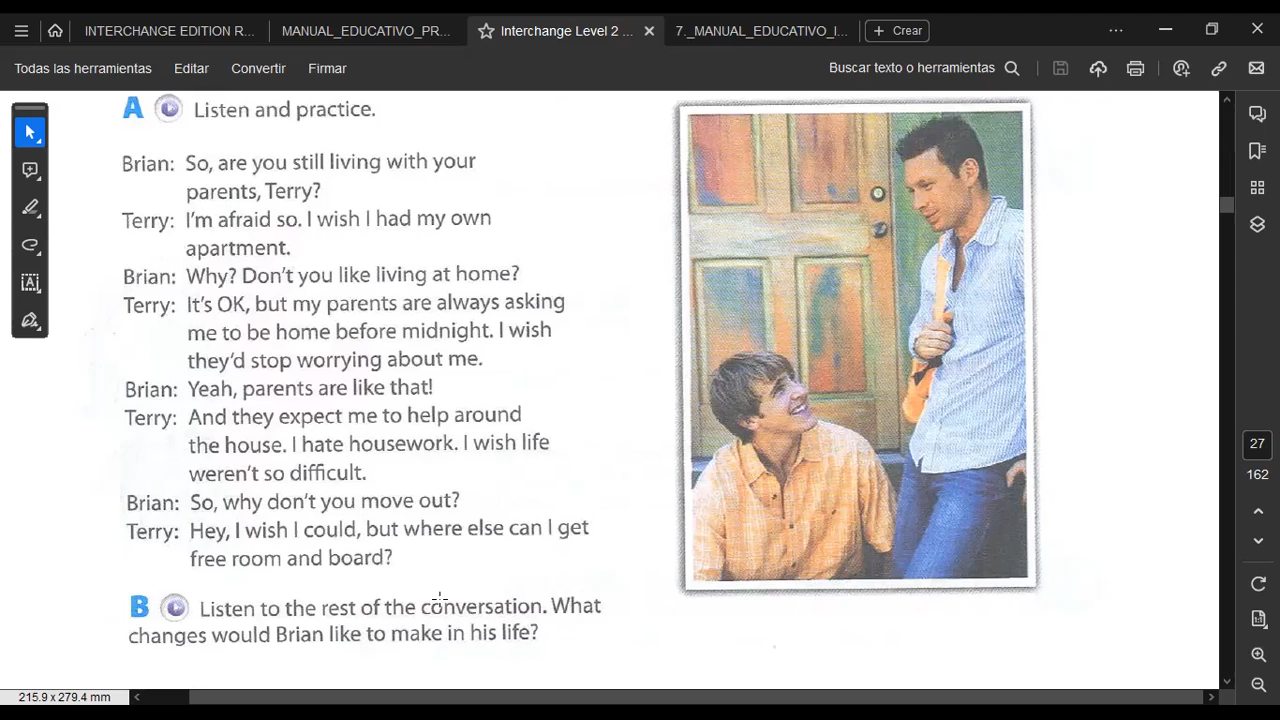 INTERCHANGE EDITION R...
MANUAL_EDUCATIVO_PR...
Interchange Level 2 ...
7._MANUAL_EDUCATIVO_I...
Crear
Todas las herramientas
Editar
Convertir
Firmar
Buscar texto o herramientas
A Listen and practice.
Brian: So, are you still living with your
parents, Terry?
Terry: I'm afraid so. I wish I had my own
apartment.
Brian: Why? Don't you like living at home?
Terry: It's OK, but my parents are always asking
me to be home before midnight. I wish
they'd stop worrying about me.
Brian: Yeah, parents are like that!
Terry: And they expect me to help around
the house. I hate housework. I wish life
weren't so difficult.
Brian: So, why don't you move out?
Terry: Hey, I wish I could, but where else can I get
free room and board?
B Listen to the rest of the conversation. What
changes would Brian like to make in his life?
27
162
215.9 x 279.4 mm